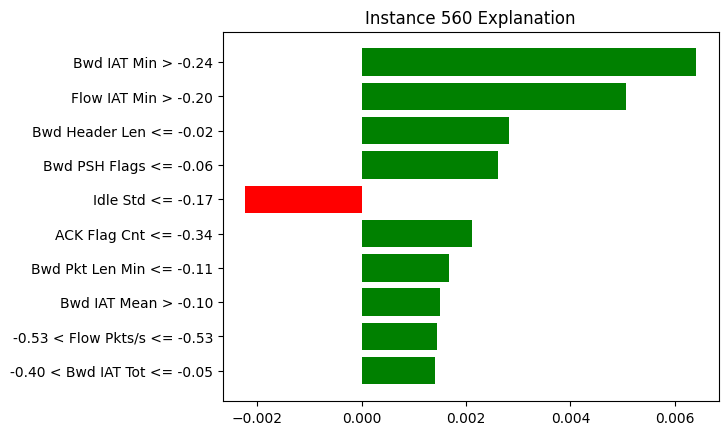 Instance 560 Explanation
Bwd IAT Min > -0.24
Flow IAT Min > -0.20
Bwd Header Len <= -0.02
Bwd PSH Flags <= -0.06
Idle Std <= -0.17
ACK Flag Cnt <= -0.34
Bwd Pkt Len Min <= -0.11
Bwd IAT Mean > -0.10
-0.53 < Flow Pkts/s <= -0.53
-0.40 < Bwd IAT Tot <= -0.05
−0.002 0.000 0.002 0.004 0.006